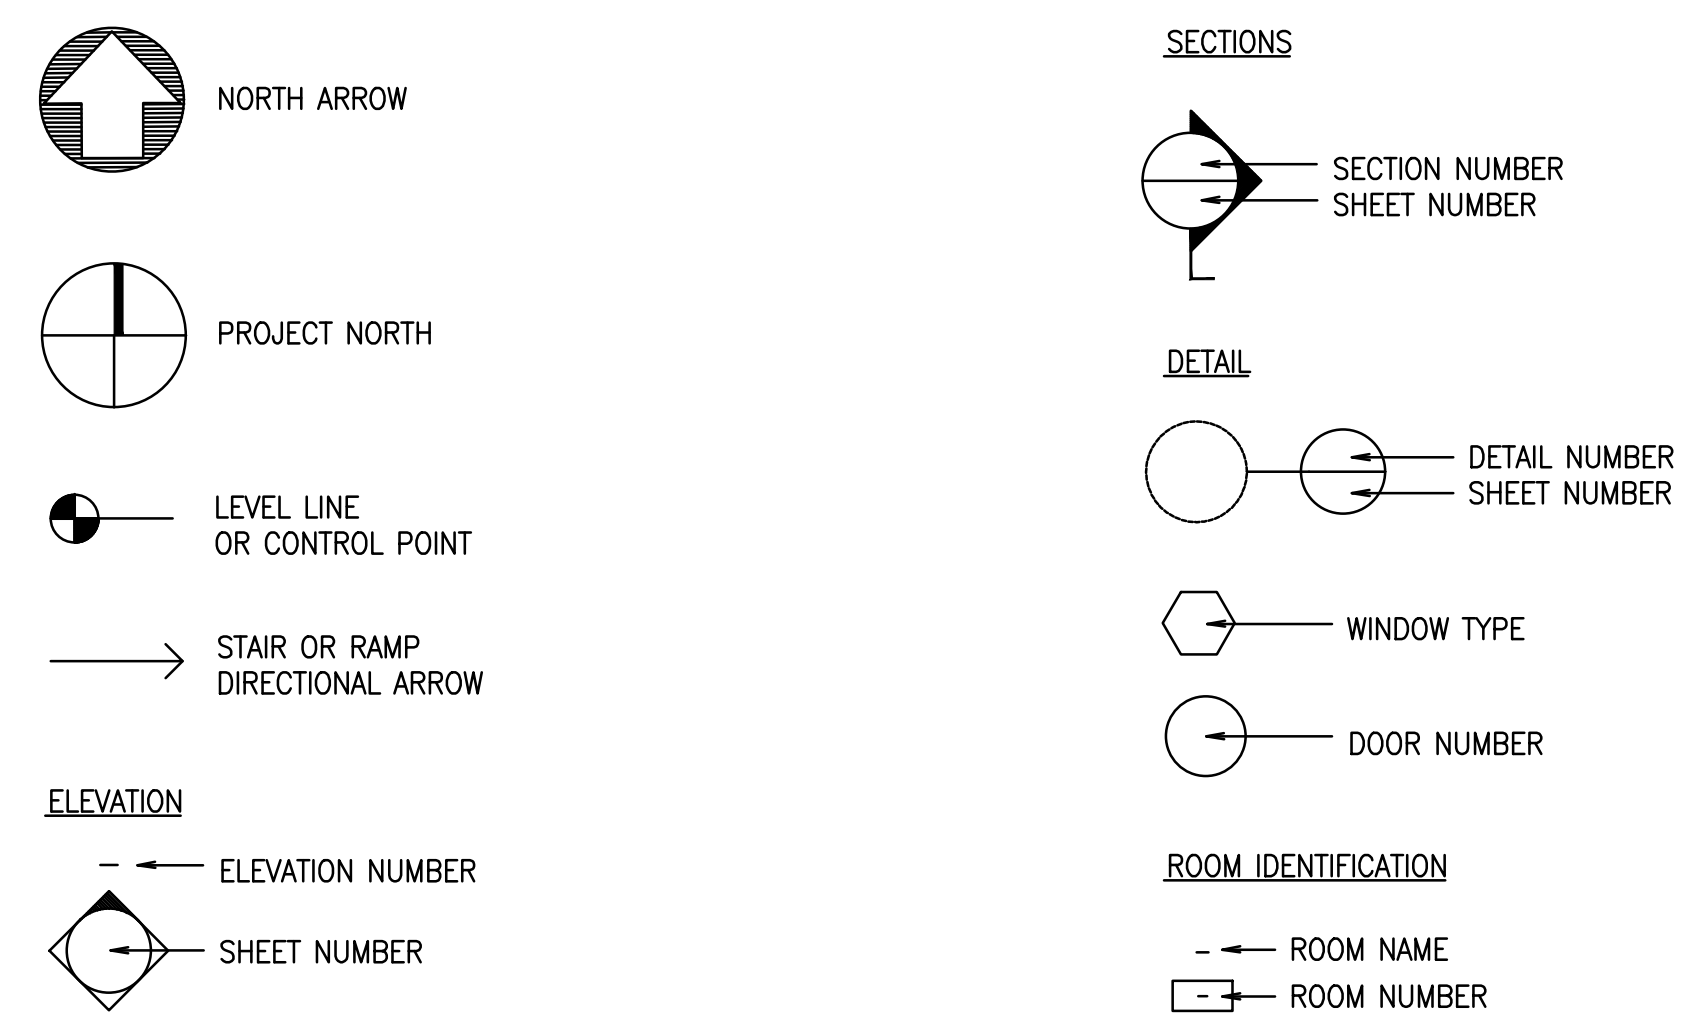 NORTH ARROW
PROJECT NORTH
LEVEL LINE
OR CONTROL POINT
STAIR OR RAMP
DIRECTIONAL ARROW
ELEVATION
ELEVATION NUMBER
SHEET NUMBER
SECTIONS
SECTION NUMBER
SHEET NUMBER
DETAIL
DETAIL NUMBER
SHEET NUMBER
WINDOW TYPE
DOOR NUMBER
ROOM IDENTIFICATION
ROOM NAME
ROOM NUMBER